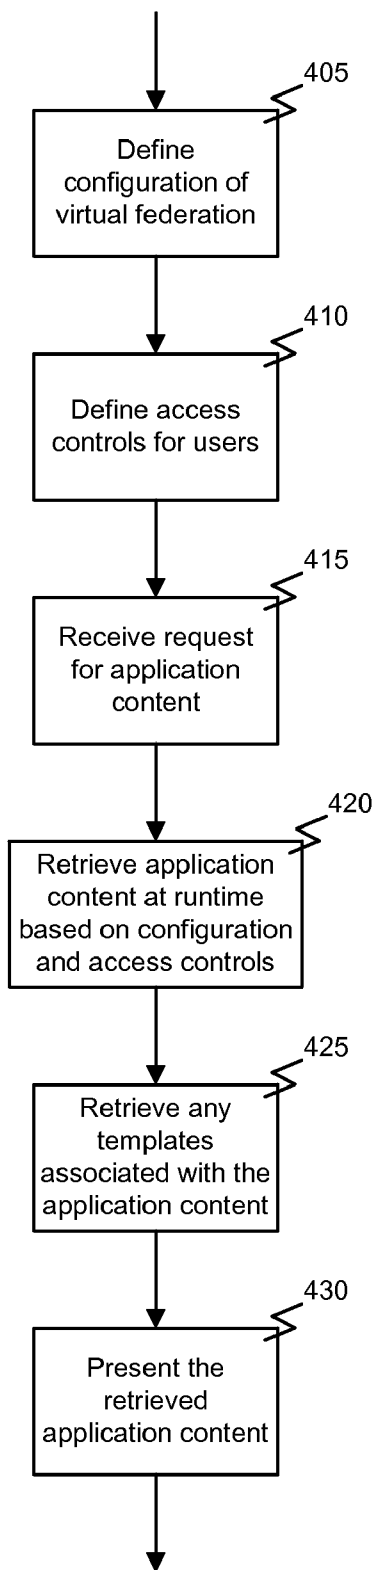 405
Define
configuration of
virtual federation
410
Define access
controls for users
415
Receive request
for application
content
420
Retrieve application
content at runtime
based on configuration
and access controls
425
Retrieve any
templates
associated with the
application content
430
Present the
retrieved
application content